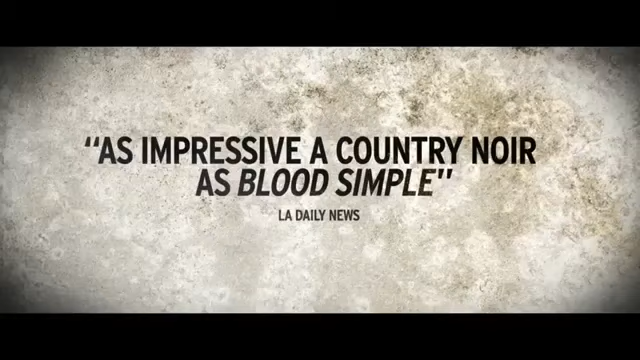 “AS IMPRESSIVE A COUNTRY NOIR
AS BLOOD SIMPLE”
LA DAILY NEWS